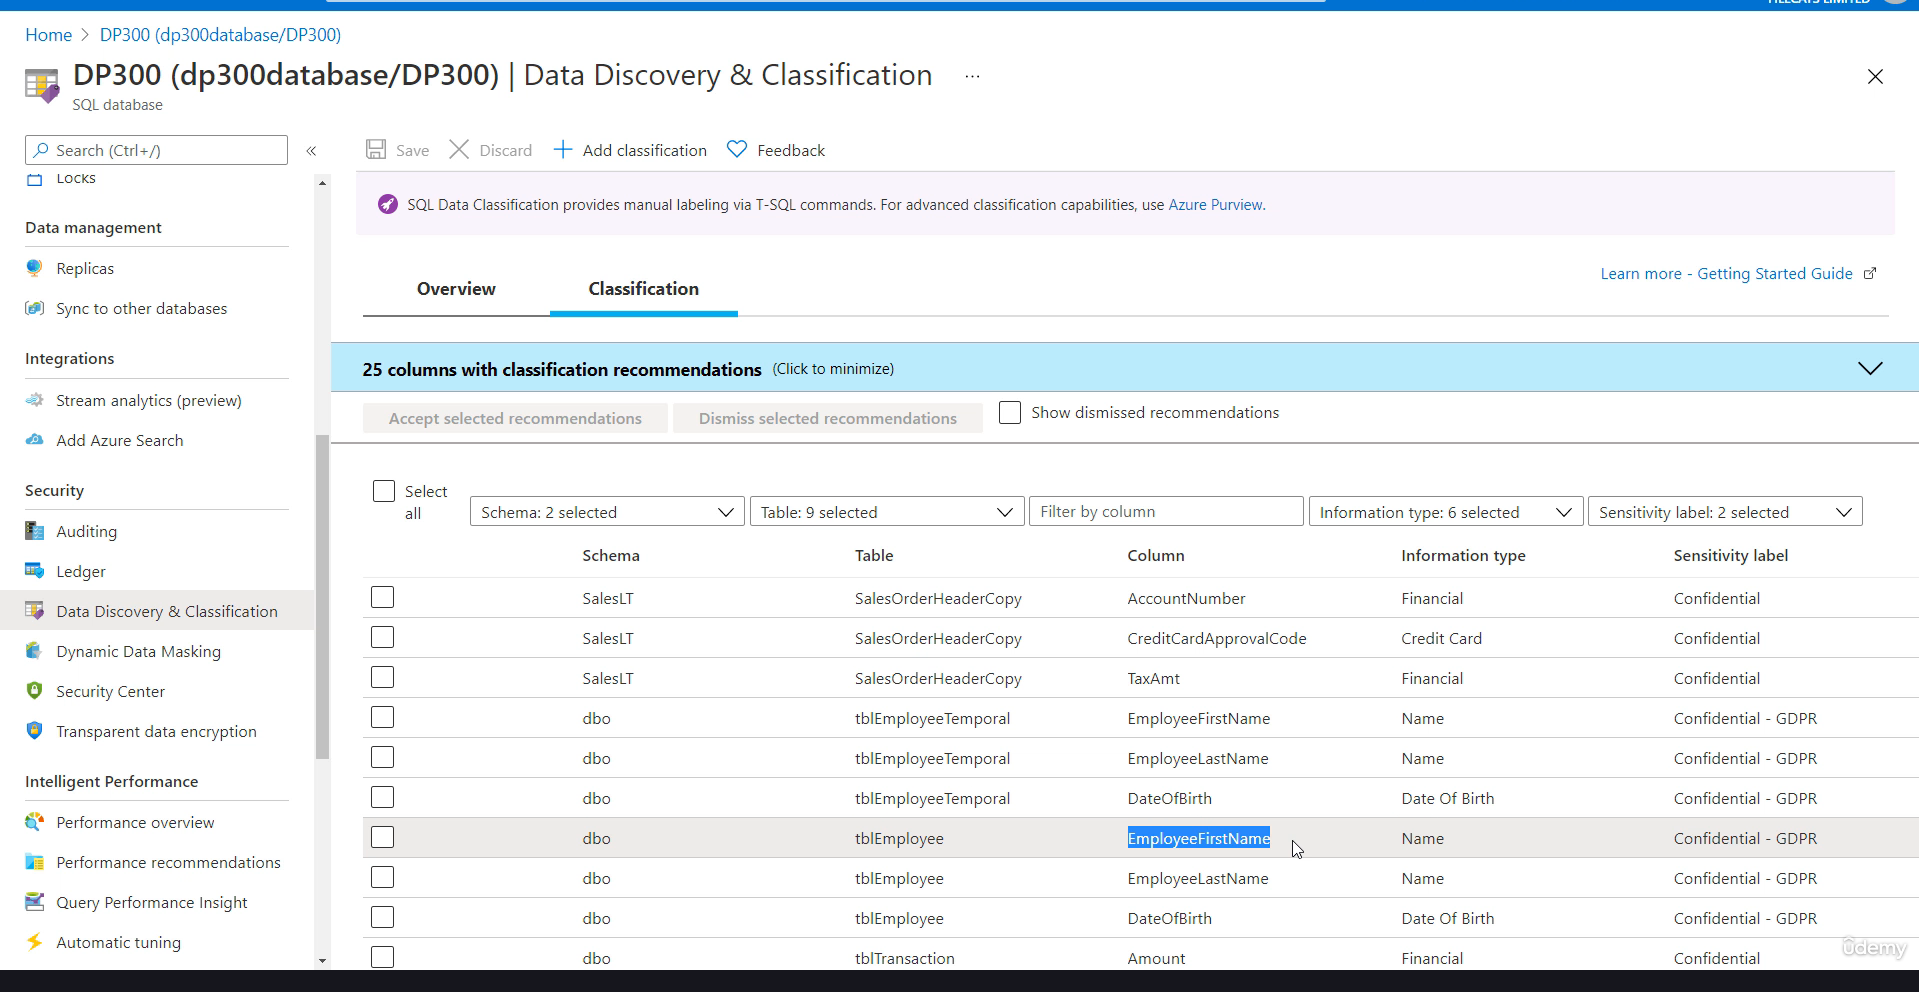 Home > DP300 (dp300database/DP300)
DP300 (dp300database/DP300) | Data Discovery & Classification ...
SQL database
Search (Ctrl+/) «
Save Discard Add classification Feedback
Locks
SQL Data Classification provides manual labeling via T-SQL commands. For advanced classification capabilities, use Azure Purview.
Data management
Replicas
Sync to other databases
Integrations
Stream analytics (preview)
Add Azure Search
Security
Auditing
Ledger
Data Discovery & Classification
Dynamic Data Masking
Security Center
Transparent data encryption
Intelligent Performance
Performance overview
Performance recommendations
Query Performance Insight
Automatic tuning
Learn more - Getting Started Guide
Overview Classification
25 columns with classification recommendations (Click to minimize)
Accept selected recommendations Dismiss selected recommendations Show dismissed recommendations
Select all
Schema: 2 selected Table: 9 selected Filter by column Information type: 6 selected Sensitivity label: 2 selected
Schema Table Column Information type Sensitivity label
SalesLT SalesOrderHeaderCopy AccountNumber Financial Confidential
SalesLT SalesOrderHeaderCopy CreditCardApprovalCode Credit Card Confidential
SalesLT SalesOrderHeaderCopy TaxAmt Financial Confidential
dbo tblEmployeeTemporal EmployeeFirstName Name Confidential - GDPR
dbo tblEmployeeTemporal EmployeeLastName Name Confidential - GDPR
dbo tblEmployeeTemporal DateOfBirth Date Of Birth Confidential - GDPR
dbo tblEmployee EmployeeFirstName Name Confidential - GDPR
dbo tblEmployee EmployeeLastName Name Confidential - GDPR
dbo tblEmployee DateOfBirth Date Of Birth Confidential - GDPR
dbo tblTransaction Amount Financial Confidential
ûdemy